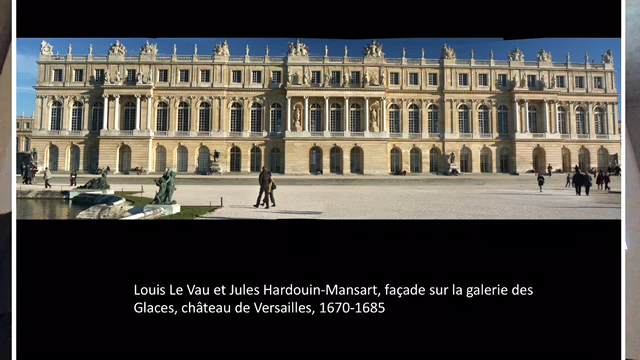 Louis Le Vau et Jules Hardouin-Mansart, façade sur la galerie des
Glaces, château de Versailles, 1670-1685